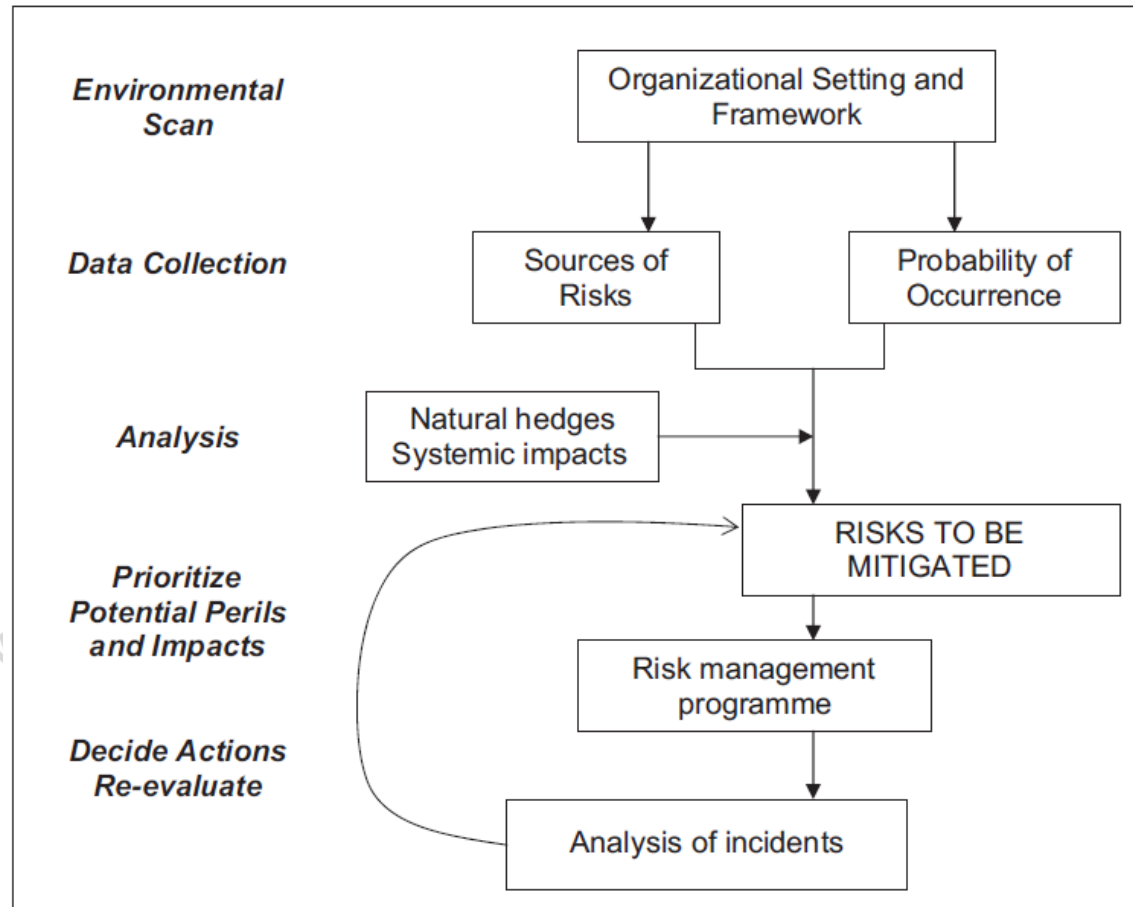 Environmental
Scan
Organizational Setting and
Framework
Data Collection
Sources of
Risks
Probability of
Occurrence
Analysis
Natural hedges
Systemic impacts
RISKS TO BE
MITIGATED
Prioritize
Potential Perils
and Impacts
Risk management
programme
Decide Actions
Re-evaluate
Analysis of incidents